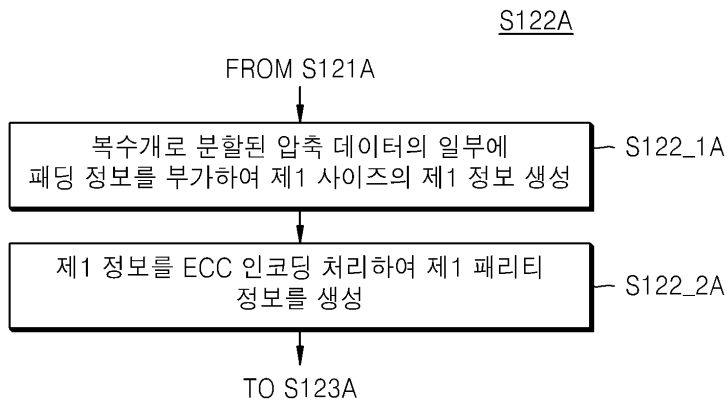 S122A
FROM S121A
복수개로 분할된 압축 데이터의 일부에
패딩 정보를 부가하여 제1 사이즈의 제1 정보 생성
S122_1A
제1 정보를 ECC 인코딩 처리하여 제1 패리티
정보를 생성
S122_2A
TO S123A